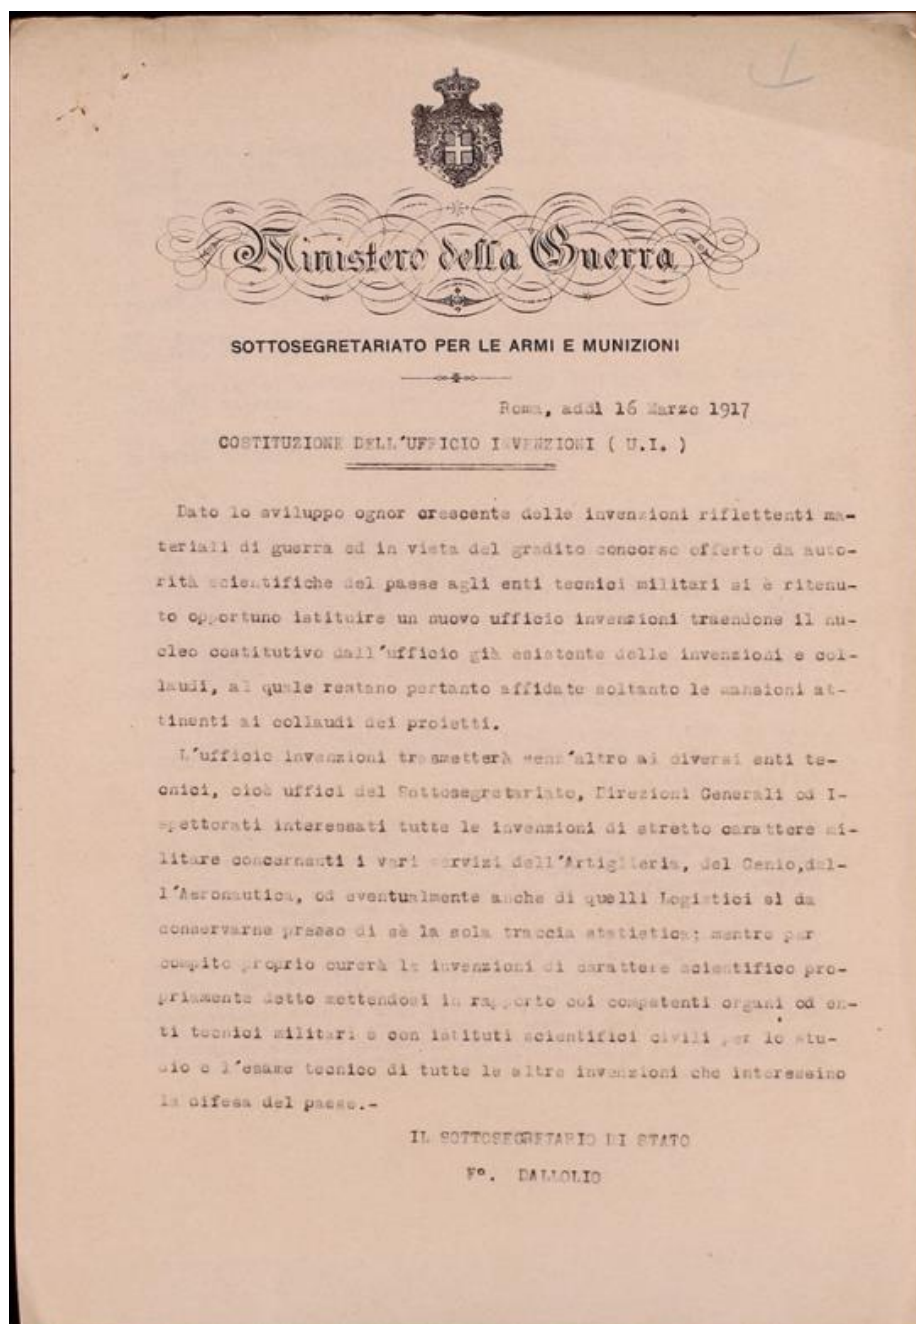 Ministero della Guerra
SOTTOSEGRETARIATO PER LE ARMI E MUNIZIONI
Roma, addì 16 Marzo 1917
COSTITUZIONE DELL'UFFICIO INVENZIONI ( U.I. )
Dato lo sviluppo ognor crescente delle invenzioni riflettenti ma-
teriali di guerra ed in vista del gradito concorso offerto da auto-
rità scientifiche del paese agli enti tecnici militari si è ritenu-
to opportuno istituire un nuovo ufficio invenzioni traendone il nu-
cleo costitutivo dall'ufficio già esistente delle invenzioni e col-
laudi, al quale restano pertanto affidate soltanto le mansioni at-
tinenti ai collaudi dei proietti.
L'ufficio invenzioni trasmetterà senz'altro ai diversi enti te-
cnici, cioè uffici del Sottosegretariato, Direzioni Generali od I-
spettorati interessati tutte le invenzioni di stretto carattere mi-
litare concernenti i vari servizi dell'Artiglieria, del Genio,del-
l'Aeronautica, od eventualmente anche di quelli Logistici sì da
conservarne presso di sè la sola traccia statistica; mentre per
compito proprio curerà le invenzioni di carattere scientifico pro-
priamente detto mettendosi in rapporto coi competenti organi od en-
ti tecnici militari e con istituti scientifici civili per lo stu-
dio e l'esame tecnico di tutte le altre invenzioni che interessino
la difesa del paese.-
IL SOTTOSEGRETARIO DI STATO
Fº. DALLOLIO